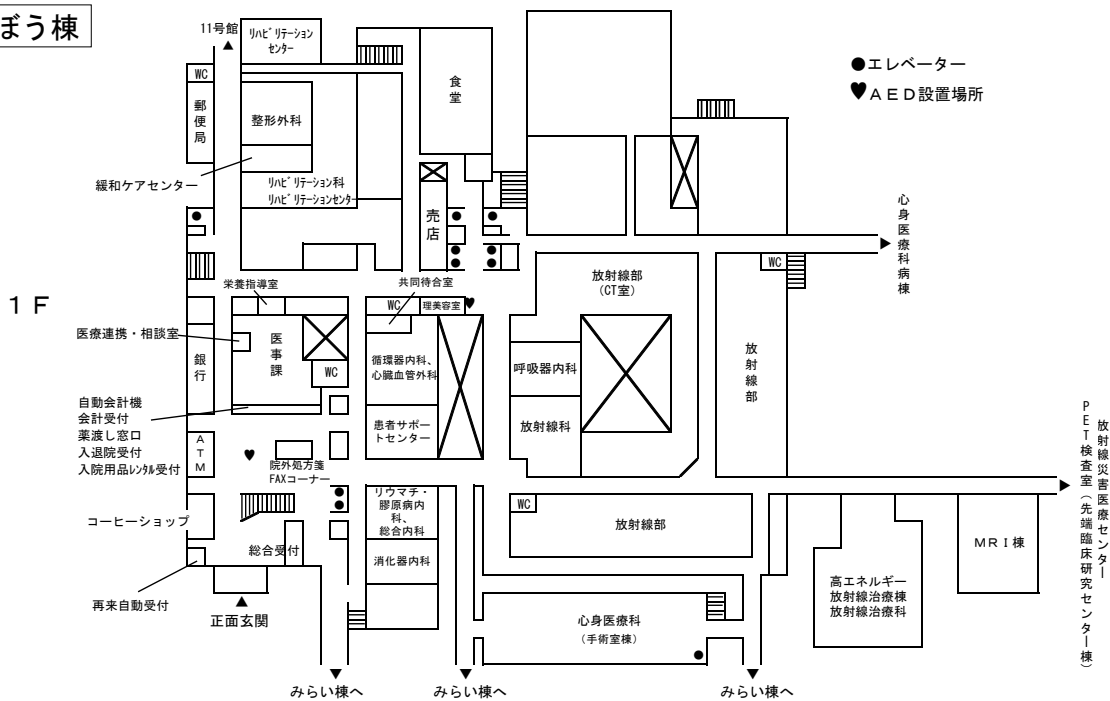 ぼう棟
11号館
リハビリテーション
センター
●エレベーター
♥ＡＥＤ設置場所
WC
食堂
郵便局
整形外科
緩和ケアセンター
リハビリテーション科
リハビリテーションセンター
売店
心身医療科病棟
WC
１Ｆ
栄養指導室
共同待合室
放射線部
(CT室)
WC
理美容室
医療連携・相談室
医事課
銀行
循環器内科、
心臓血管外科
呼吸器内科
放射線部
WC
自動会計機
会計受付
薬渡し窓口
入退院受付
入院用品レンタル受付
患者サポー
トセンター
放射線科
ATM
院外処方箋
FAXコーナー
放射線災害医療センター
PET検査室（先端臨床研究センター棟）
リウマチ・
膠原病内
科、
総合内科
WC
放射線部
コーヒーショップ
総合受付
消化器内科
MRI棟
再来自動受付
高エネルギー
放射線治療棟
放射線治療科
正面玄関
心身医療科
（手術室棟）
みらい棟へ
みらい棟へ
みらい棟へ